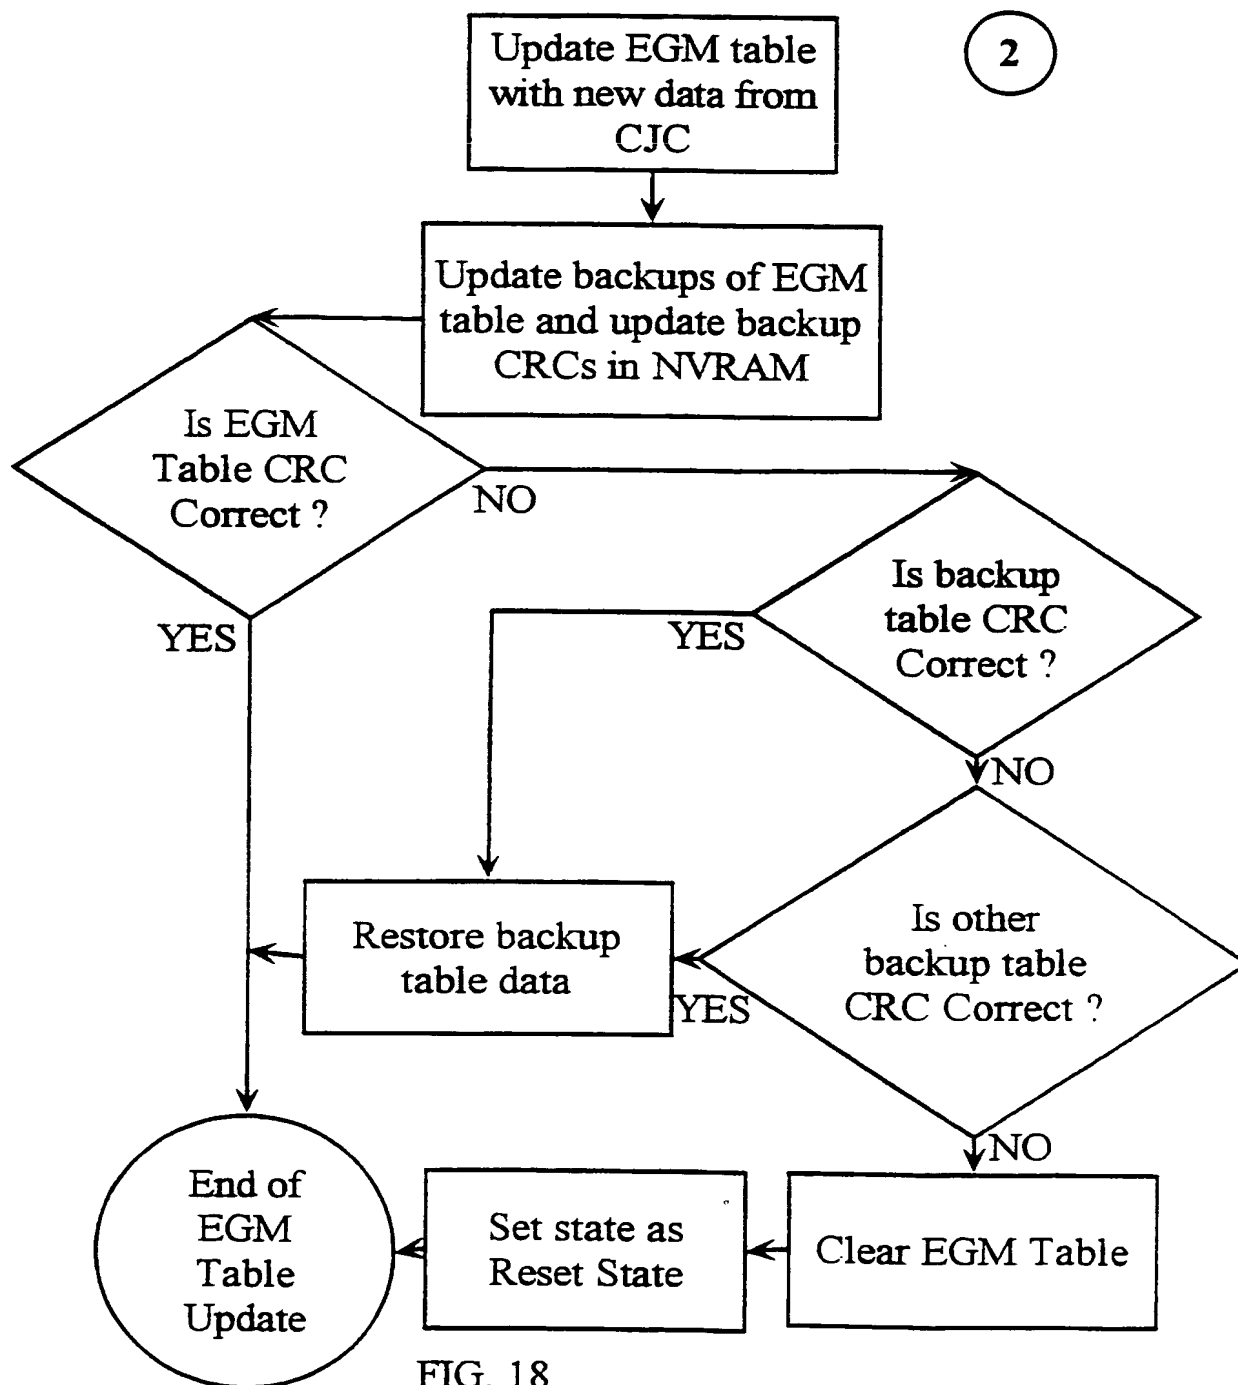 Update EGM table
with new data from
CJC
2
Update backups of EGM
table and update backup
CRCs in NVRAM
Is EGM
Table CRC
Correct ?
NO
YES
Is backup
table CRC
Correct ?
YES
NO
Is other
backup table
CRC Correct ?
YES
NO
Restore backup
table data
Clear EGM Table
Set state as
Reset State
End of
EGM
Table
Update
FIG. 18